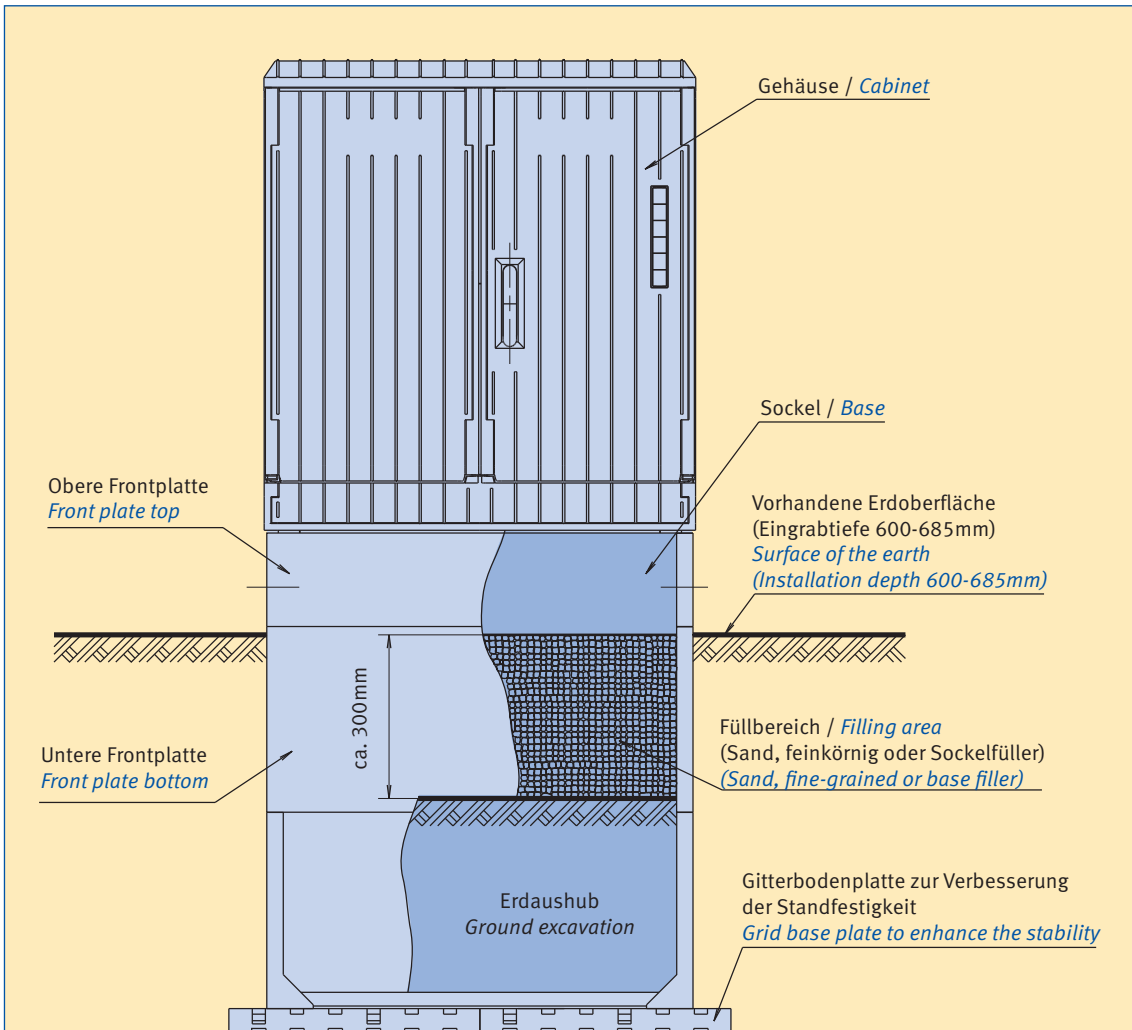 Gehäuse / Cabinet
Sockel / Base
Obere Frontplatte
Front plate top
Vorhandene Erdoberfläche
(Eingrabtiefe 600-685mm)
Surface of the earth
(Installation depth 600-685mm)
ca. 300mm
Untere Frontplatte
Front plate bottom
Füllbereich / Filling area
(Sand, feinkörnig oder Sockelfüller)
(Sand, fine-grained or base filler)
Erdaushub
Ground excavation
Gitterbodenplatte zur Verbesserung
der Standfestigkeit
Grid base plate to enhance the stability